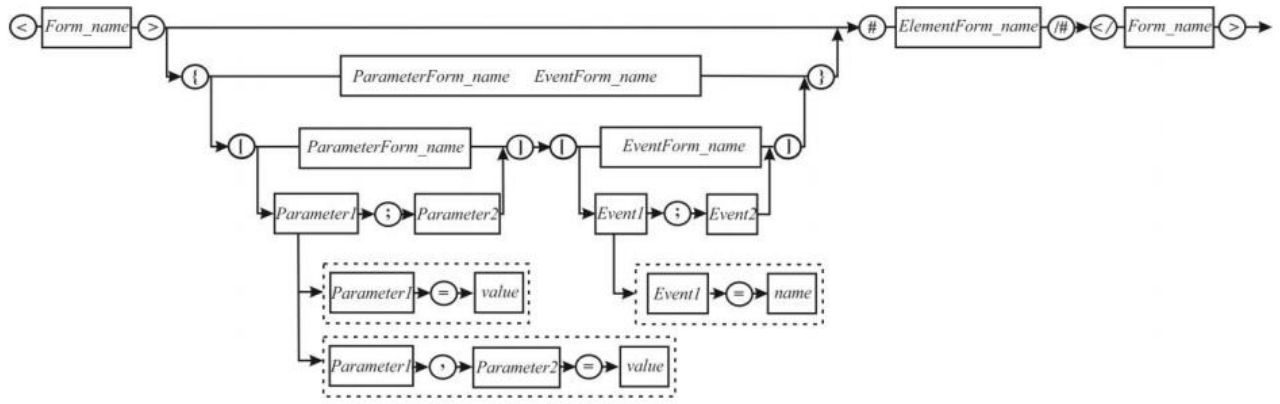 < Form_name > # ElementForm_name /# </ Form_name >
{ ParameterForm_name EventForm_name }
[ ParameterForm_name ] [ EventForm_name ]
Parameter1 ; Parameter2 Event1 ; Event2
Parameter1 = value Event1 = name
Parameter1 , Parameter2 = value